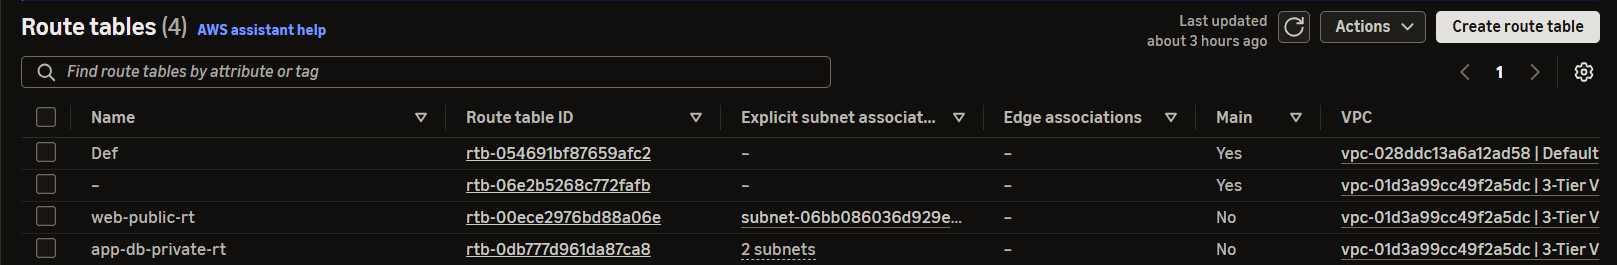 Route tables (4) AWS assistant help
Last updated
about 3 hours ago
Actions
Create route table
Find route tables by attribute or tag
1
Name Route table ID Explicit subnet associat... Edge associations Main VPC
Def rtb-054691bf87659afc2 – – Yes vpc-028ddc13a6a12ad58 | Default
– rtb-06e2b5268c772fafb – – Yes vpc-01d3a99cc49f2a5dc | 3-Tier V
web-public-rt rtb-00ece2976bd88a06e subnet-06bb086036d929e... – No vpc-01d3a99cc49f2a5dc | 3-Tier V
app-db-private-rt rtb-0db777d961da87ca8 2 subnets – No vpc-01d3a99cc49f2a5dc | 3-Tier V